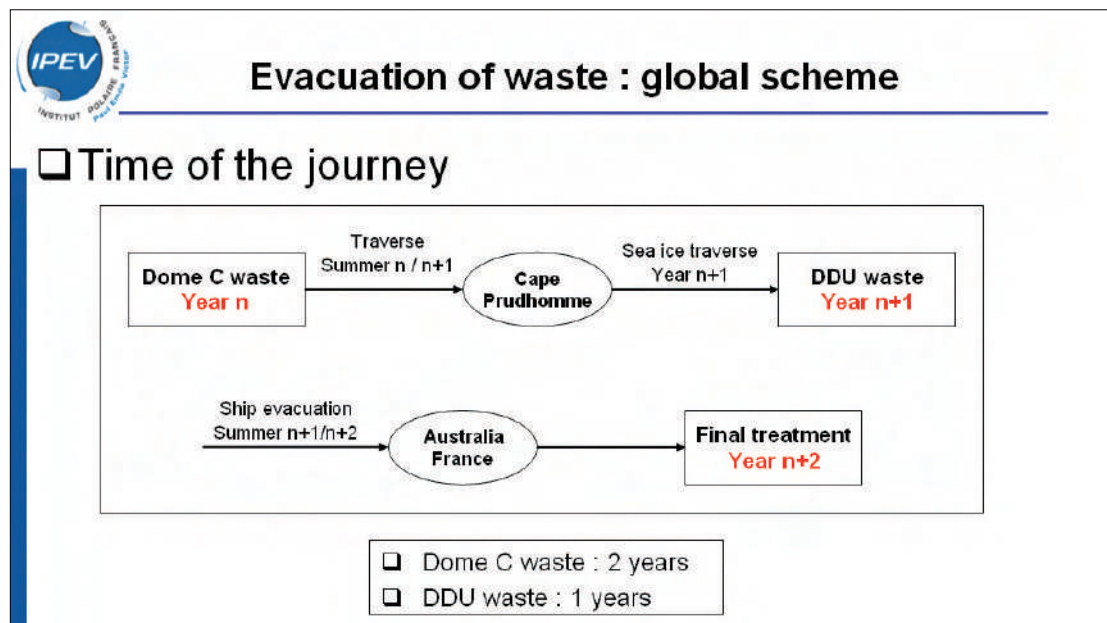 IPEV
INSTITUT POLAIRE FRANÇAIS
Paul Emile Victor
Evacuation of waste : global scheme
❑ Time of the journey
Traverse
Summer n / n+1
Sea ice traverse
Year n+1
Dome C waste
Year n
Cape
Prudhomme
DDU waste
Year n+1
Ship evacuation
Summer n+1/n+2
Australia
France
Final treatment
Year n+2
❑ Dome C waste : 2 years
❑ DDU waste : 1 years